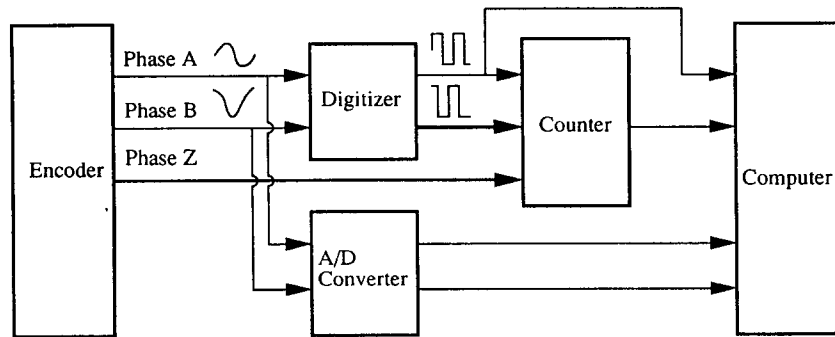 Phase A
Phase B
Phase Z
Encoder
Digitizer
Counter
Computer
A/D
Converter